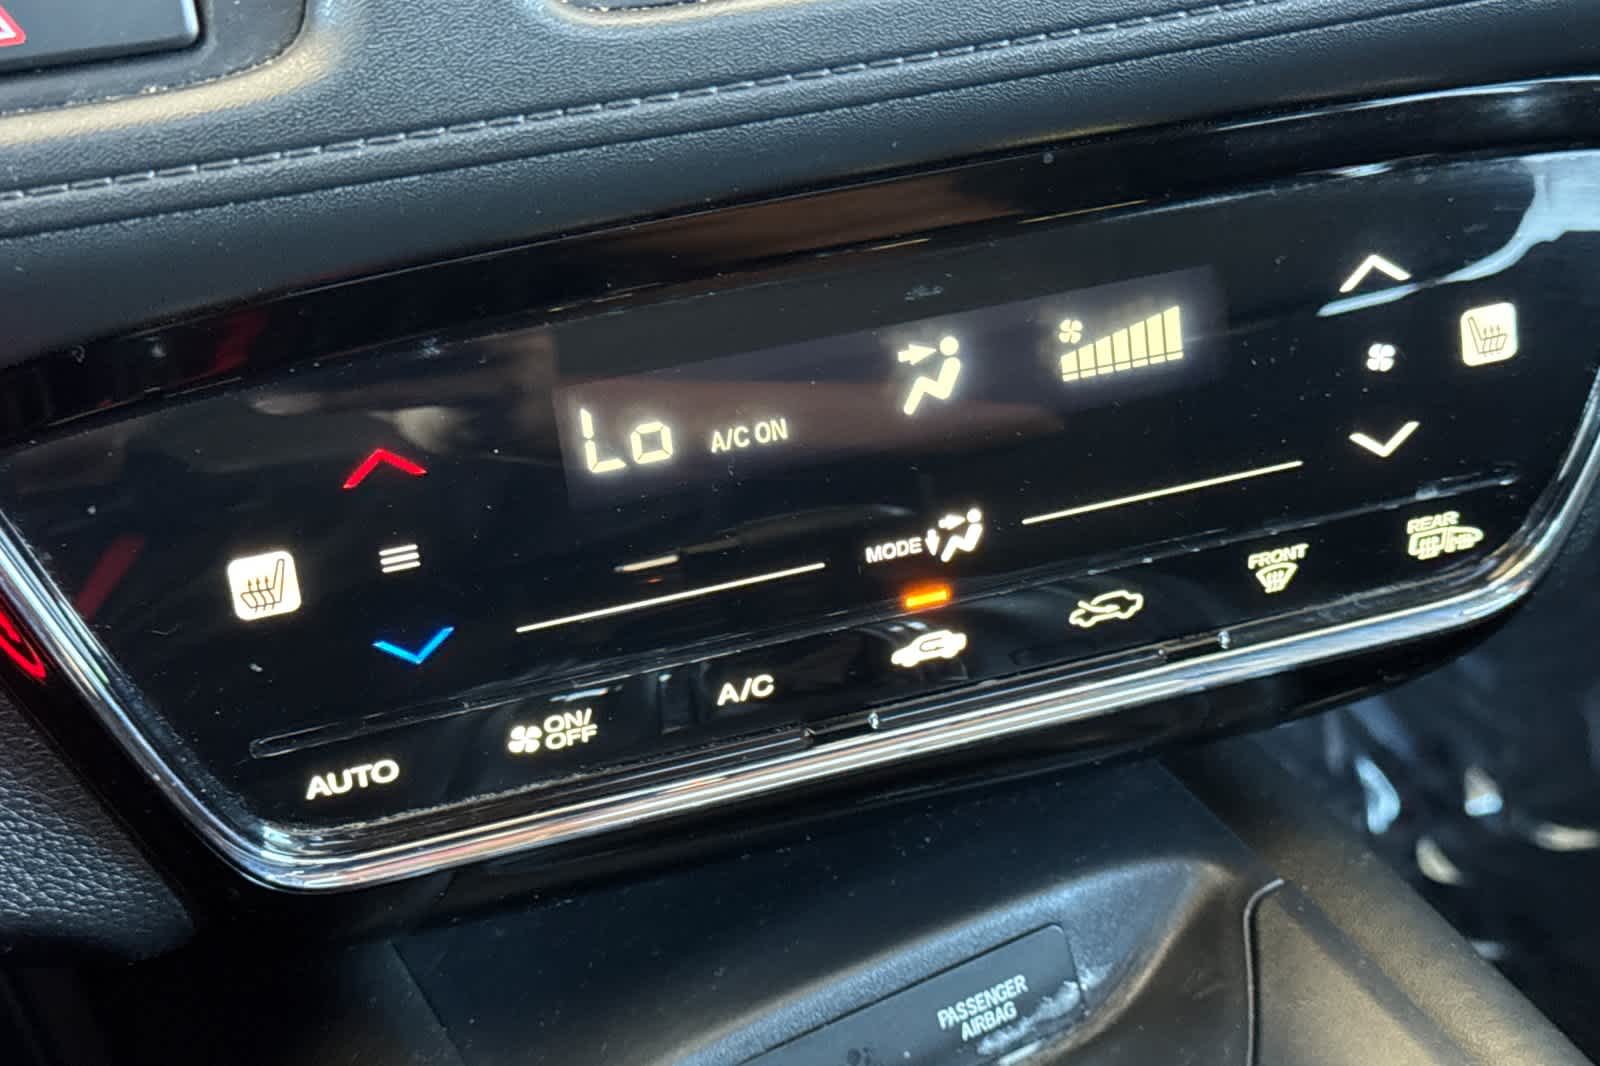 Lo
A/C ON
MODE
FRONT
REAR
AUTO
ON/
OFF
A/C
PASSENGER
AIRBAG